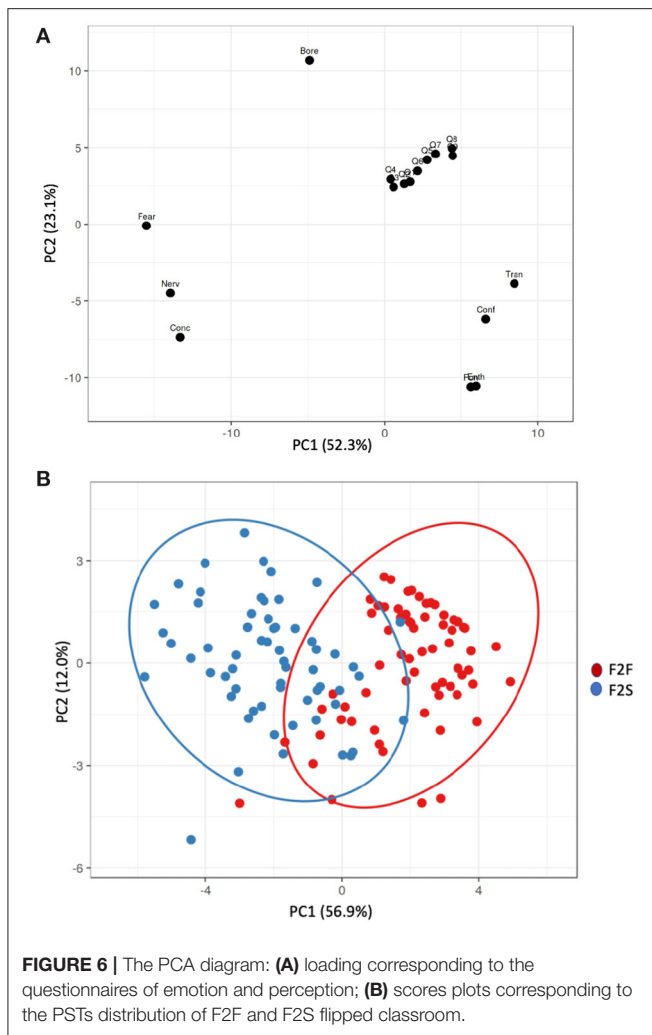 A
Bore
10
Q8
Q7
Q5
Q6
5
Q4
Fear
0
PC2 (23.1%)
Nerv
Tran
-5
Conc
Conf
Enth
-10
-10
0
10
PC1 (52.3%)
B
3
0
PC2 (12.0%)
F2F
F2S
-3
-6
-4
0
4
PC1 (56.9%)
FIGURE 6 | The PCA diagram: (A) loading corresponding to the
questionnaires of emotion and perception; (B) scores plots corresponding to
the PSTs distribution of F2F and F2S flipped classroom.